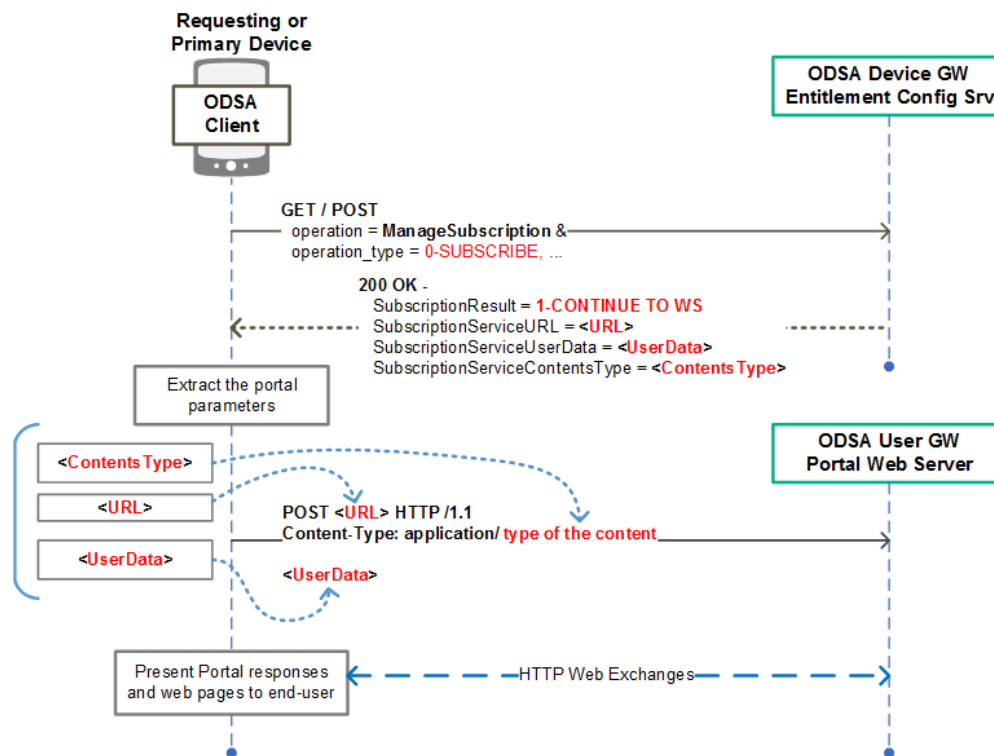 Requesting or
Primary Device
ODSA
Client
ODSA Device GW
Entitlement Config Srv
GET / POST
operation = ManageSubscription &
operation_type = 0-SUBSCRIBE, ...
200 OK -
SubscriptionResult = 1-CONTINUE TO WS
SubscriptionServiceURL = <URL>
SubscriptionServiceUserData = <UserData>
SubscriptionServiceContentsType = <ContentsType>
Extract the portal
parameters
ODSA User GW
Portal Web Server
<ContentsType>
<URL>
<UserData>
POST <URL> HTTP /1.1
Content-Type: application/ type of the content
<UserData>
Present Portal responses
and web pages to end-user
HTTP Web Exchanges